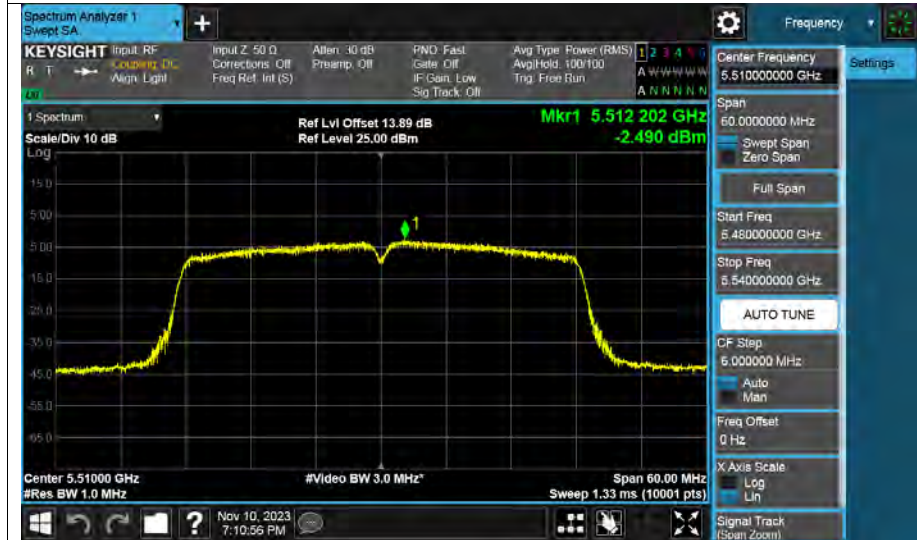 Spectrum Analyzer 1
Swept SA
+
Frequency
KEYSIGHT
R T
Input: RF
Coupling: DC
Align: Light
Input Z: 50 Ω
Corrections: Off
Freq Ref: Int (S)
Atten: 30 dB
Preamp: Off
PNO: Fast
Gate: Off
IF Gain: Low
Sig Track: Off
Avg Type: Power (RMS)
Avg|Hold: 100/100
Trig: Free Run
1 2 3 4 5 6
A W W W W W
A N N N N N
Center Frequency
5.510000000 GHz
Settings
Span
60.0000000 MHz
Swept Span
Zero Span
Full Span
Start Freq
5.480000000 GHz
Stop Freq
5.540000000 GHz
AUTO TUNE
CF Step
6.000000 MHz
Auto
Man
Freq Offset
0 Hz
X Axis Scale
Log
Lin
Signal Track
(Span Zoom)
1 Spectrum
Scale/Div 10 dB
Log
Ref Lvl Offset 13.89 dB
Ref Level 25.00 dBm
Mkr1 5.512 202 GHz
-2.490 dBm
15.0
5.00
-5.00
-15.0
-25.0
-35.0
-45.0
-55.0
-65.0
1
Center 5.51000 GHz
#Res BW 1.0 MHz
#Video BW 3.0 MHz*
Span 60.00 MHz
Sweep 1.33 ms (10001 pts)
?
Nov 10, 2023
7:10:56 PM